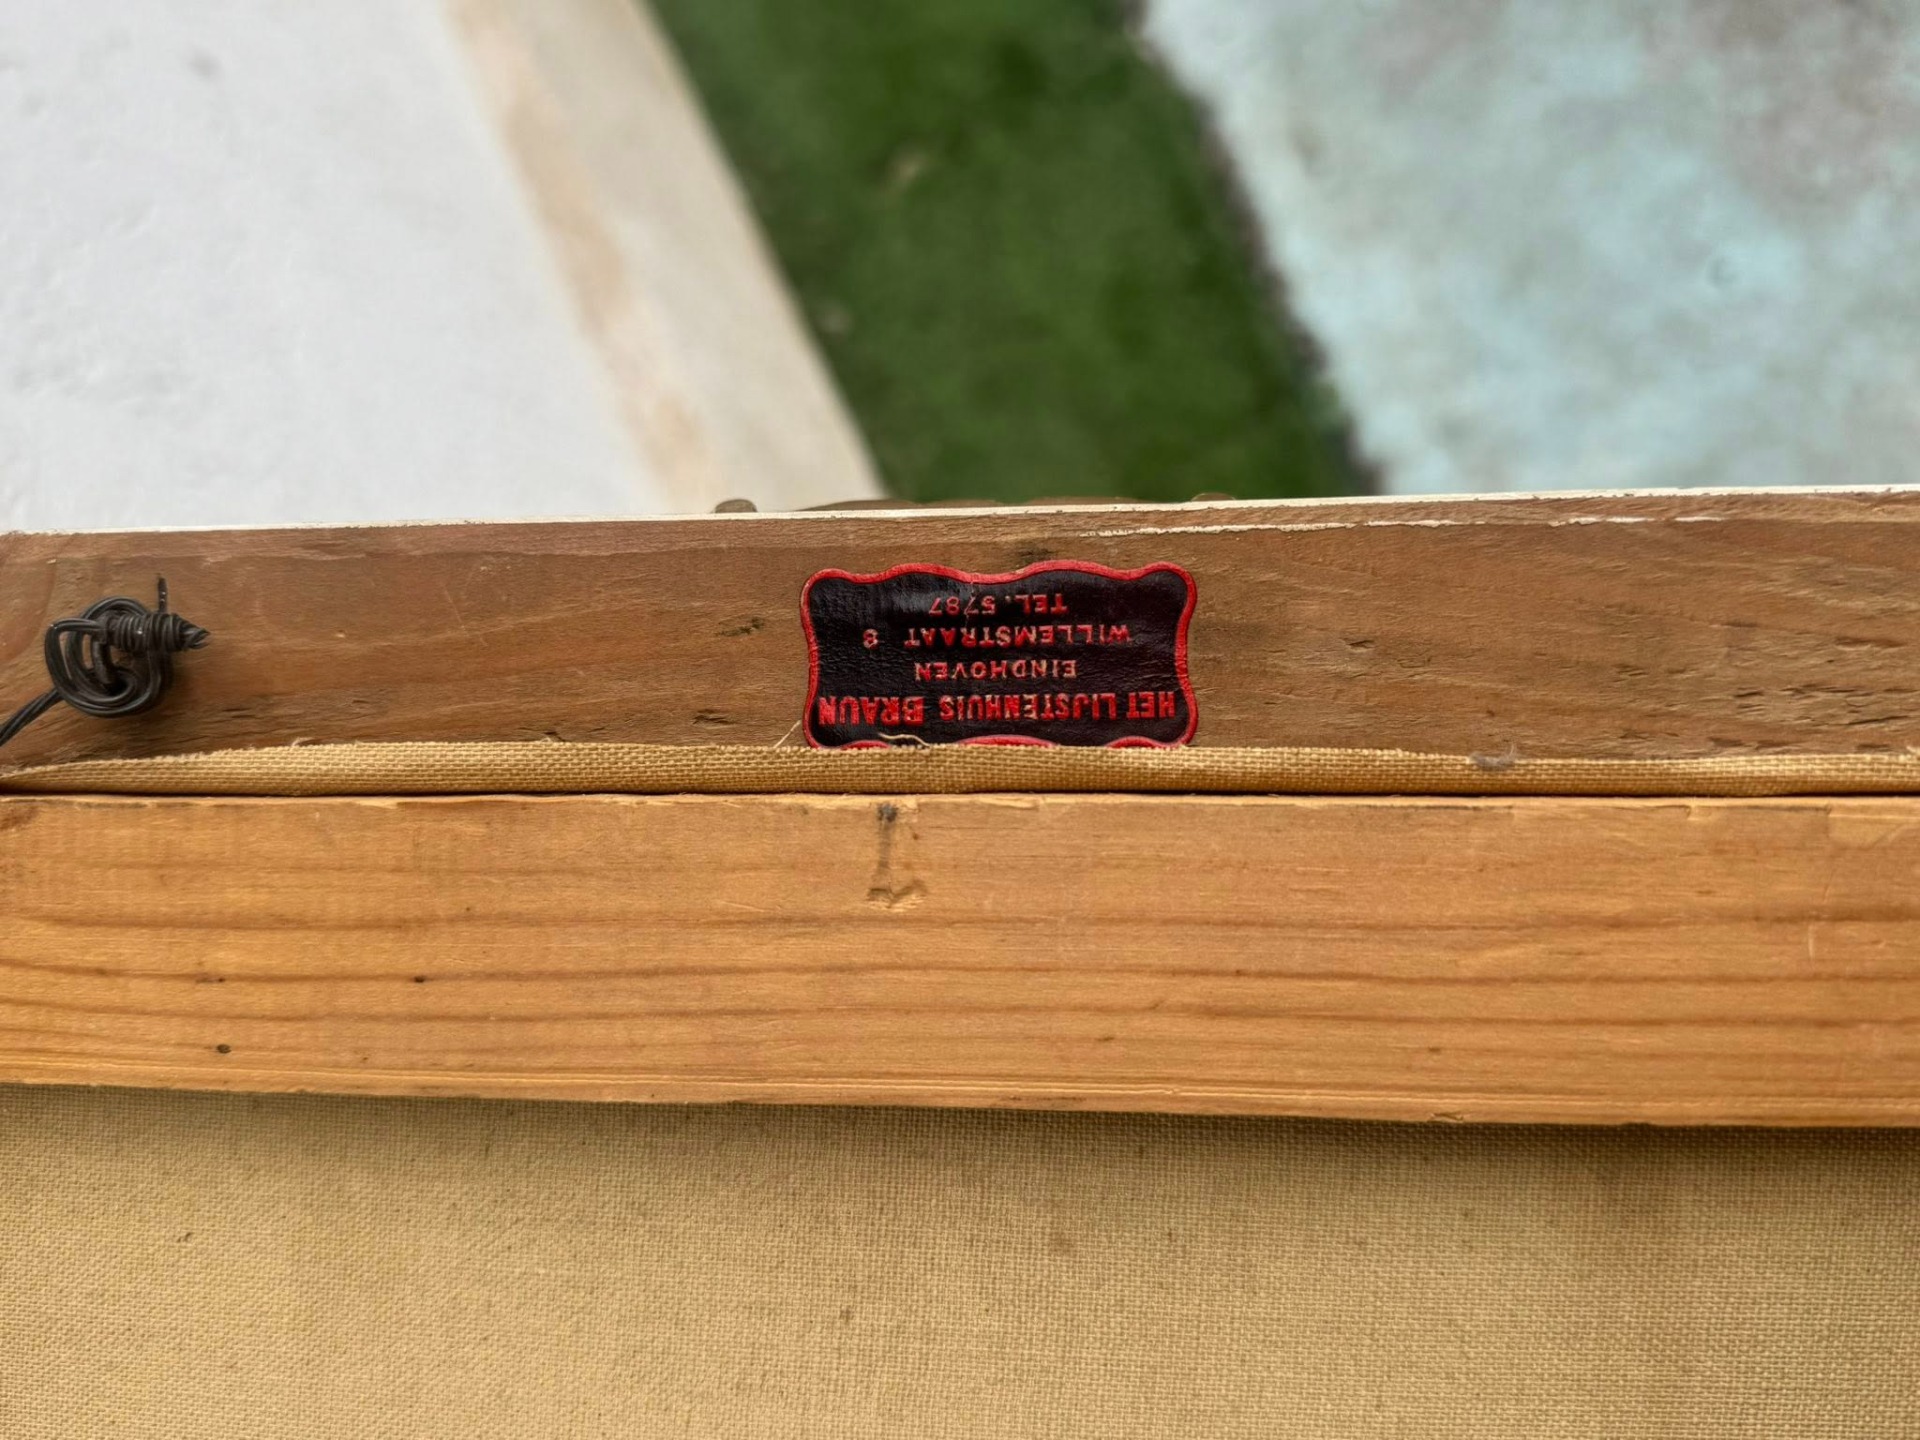 HET LIJSTENHUIS BRAUN
EINDHOVEN
WILLEMSTRAAT 8
TEL. 5787